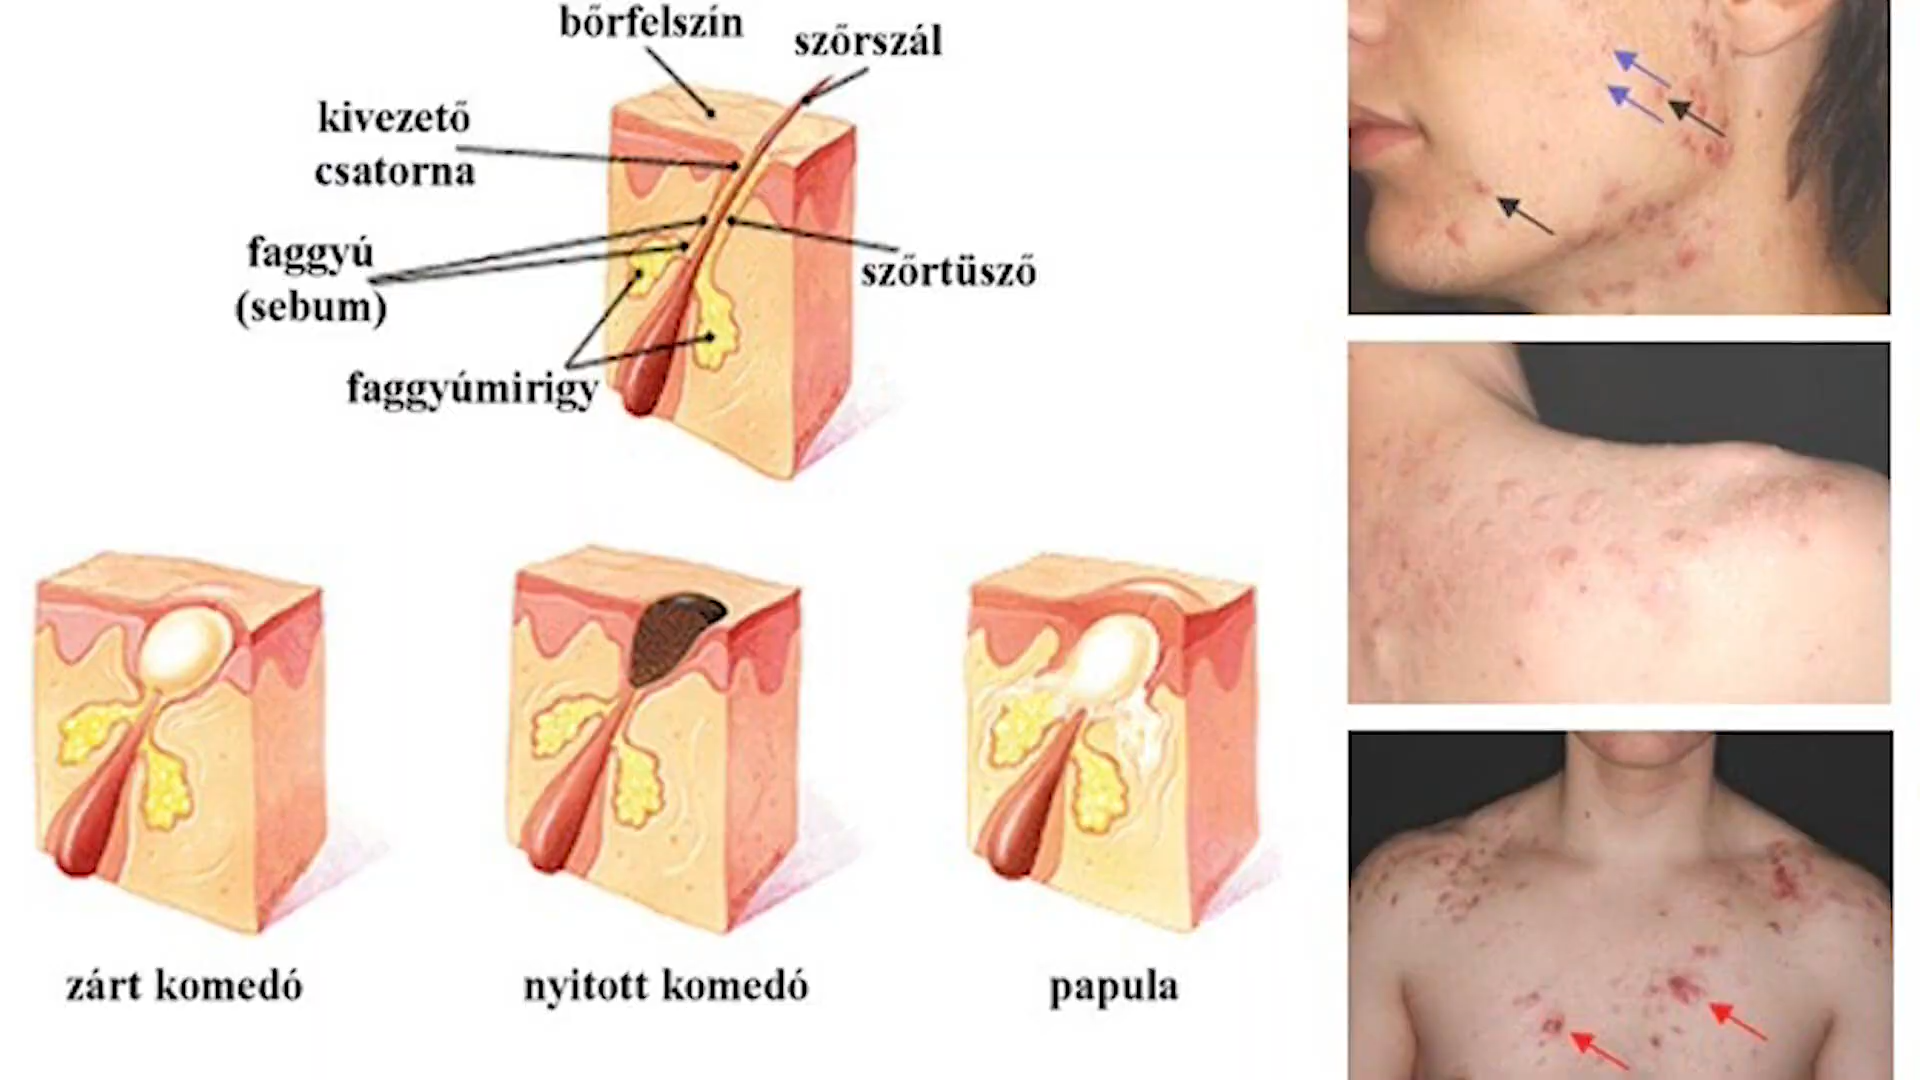 bőrfelszín
szőrszál
kivezető
csatorna
faggyú
(sebum)
szőrtüsző
faggyúmirigy
zárt komedó
nyitott komedó
papula